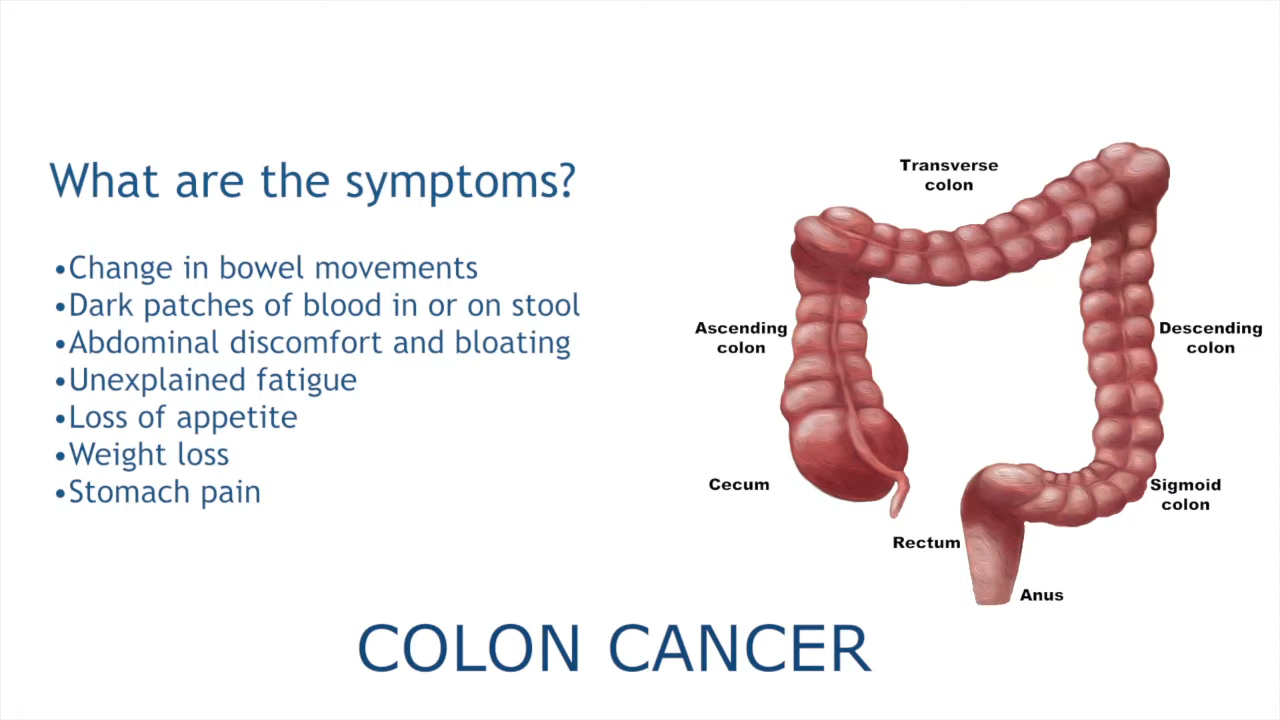 What are the symptoms?
•Change in bowel movements
•Dark patches of blood in or on stool
•Abdominal discomfort and bloating
•Unexplained fatigue
•Loss of appetite
•Weight loss
•Stomach pain
Transverse
colon
Ascending
colon
Descending
colon
Cecum
Sigmoid
colon
Rectum
Anus
COLON CANCER